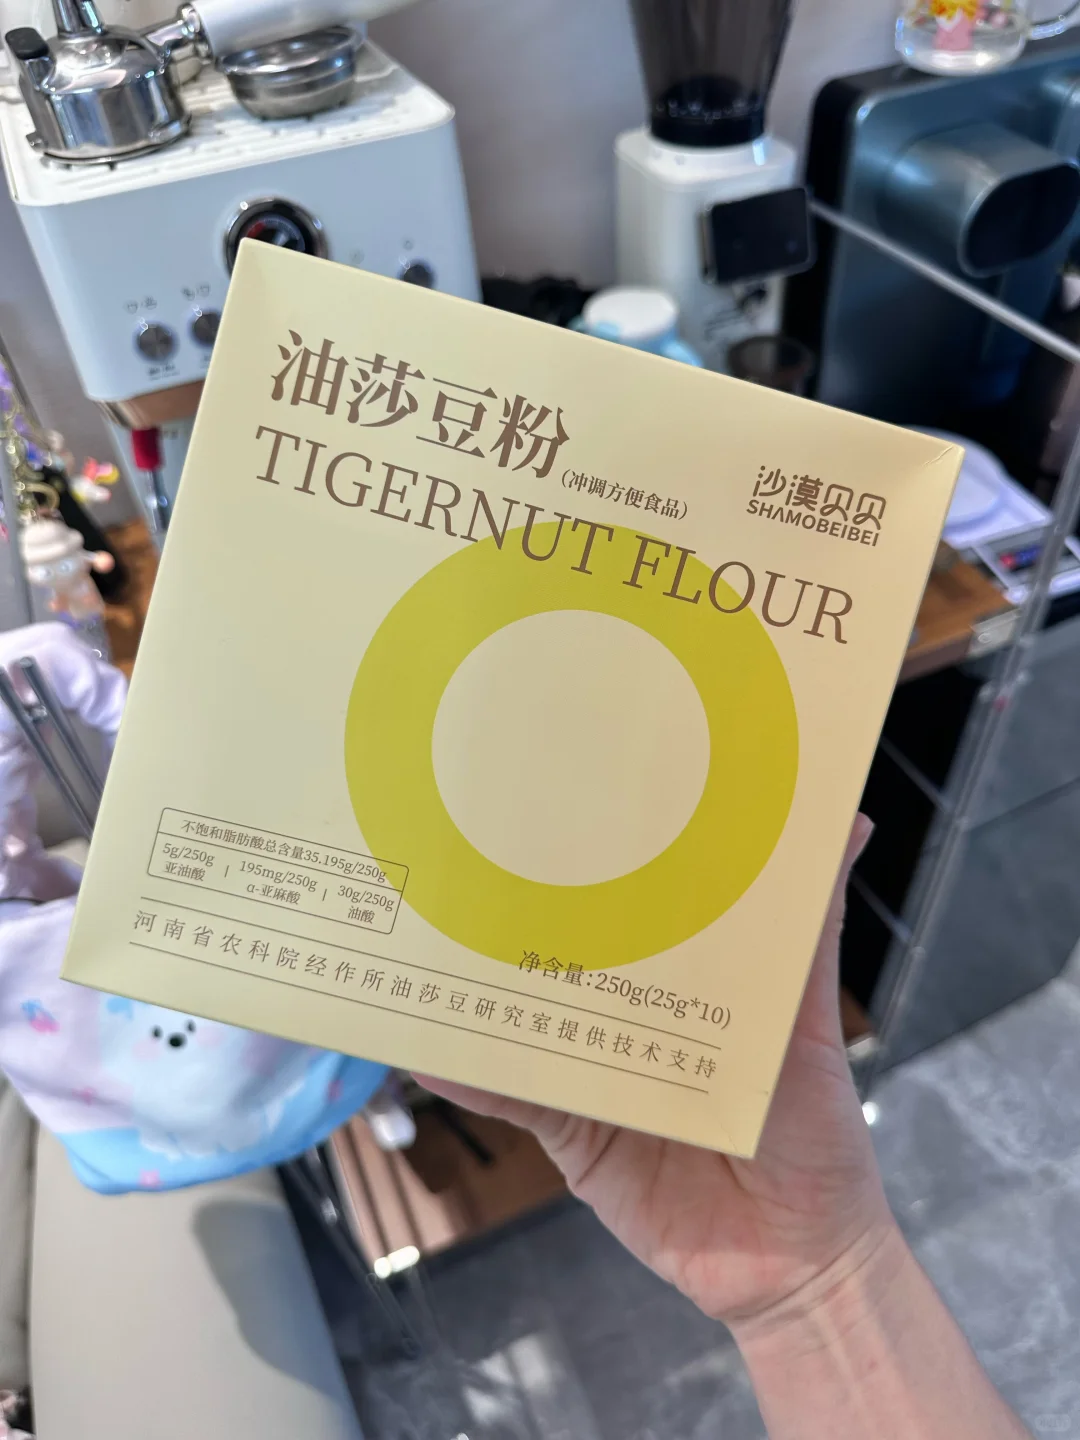 油莎豆粉
(冲调方便食品)
TIGERNUT FLOUR
沙漠贝贝
SHAMOBEIBEI
不饱和脂肪酸总含量35.195g/250g
5g/250g | 195mg/250g | 30g/250g
亚油酸 α-亚麻酸 油酸
净含量:250g(25g*10)
河南省农科院经作所油莎豆研究室提供技术支持